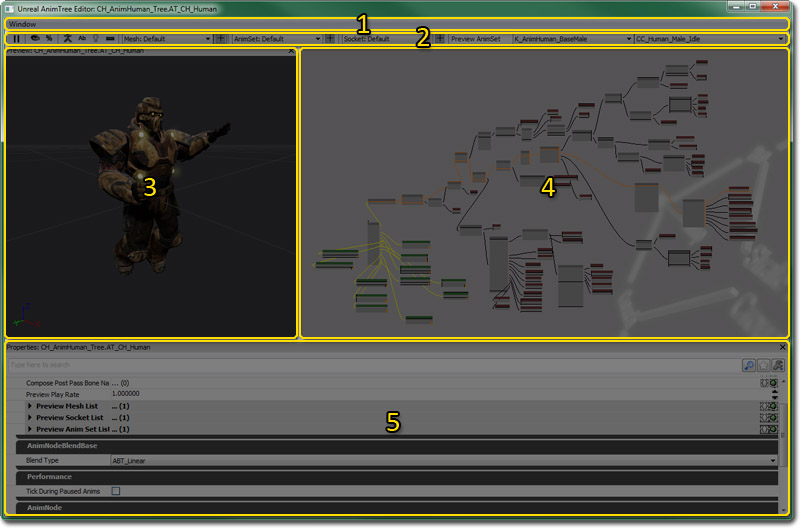 Unreal AnimTree Editor: CH_AnimHuman_Tree.AT_CH_Human
Window
1
2
Ab
Mesh: Default
AnimSet: Default
Socket: Default
Preview AnimSet
K_AnimHuman_BaseMale
CC_Human_Male_Idle
Preview: CH_AnimHuman_Tree.AT_CH_Human
3
4
Properties: CH_AnimHuman_Tree.AT_CH_Human
Type here to search
Compose Post Pass Bone Na ... (0)
Preview Play Rate 1.000000
Preview Mesh List ... (1)
Preview Socket List ... (1)
Preview Anim Set List ... (1)
5
AnimNodeBlendBase
Blend Type ABT_Linear
Performance
Tick During Paused Anims
AnimNode